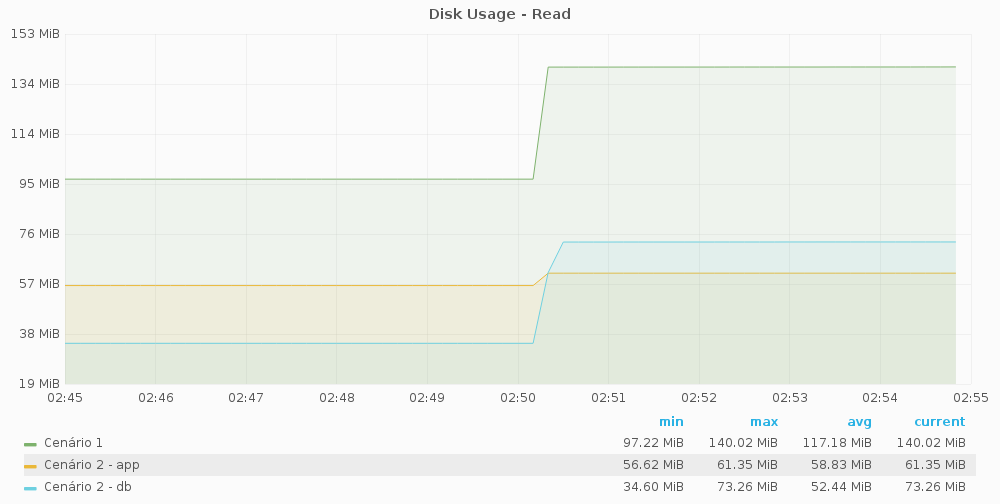 Disk Usage - Read
153 MiB
134 MiB
114 MiB
95 MiB
76 MiB
57 MiB
38 MiB
19 MiB
02:45 02:46 02:47 02:48 02:49 02:50 02:51 02:52 02:53 02:54 02:55
min max avg current
Cenário 1 97.22 MiB 140.02 MiB 117.18 MiB 140.02 MiB
Cenário 2 - app 56.62 MiB 61.35 MiB 58.83 MiB 61.35 MiB
Cenário 2 - db 34.60 MiB 73.26 MiB 52.44 MiB 73.26 MiB